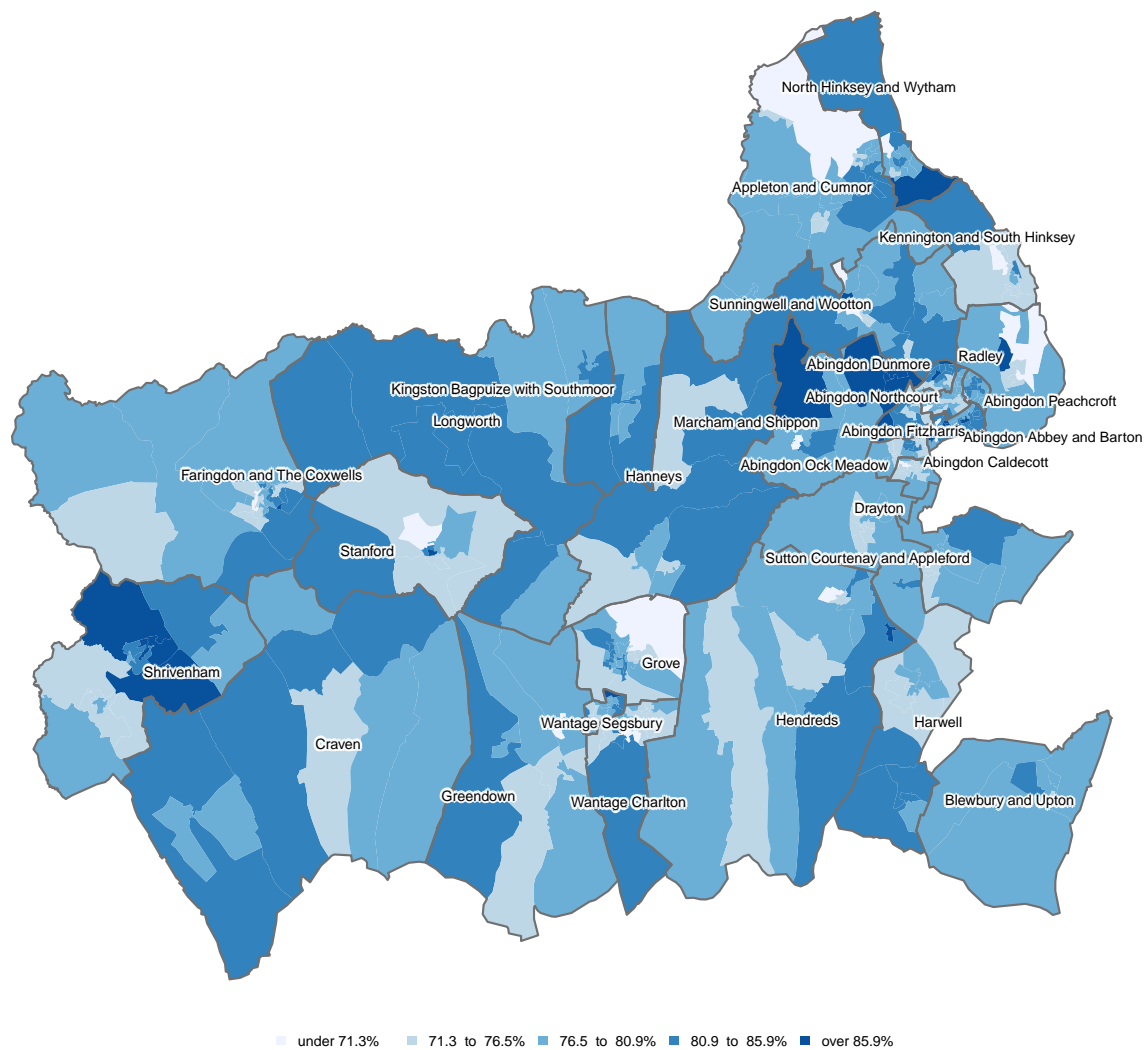 North Hinksey and Wytham
Appleton and Cumnor
Kennington and South Hinksey
Sunningwell and Wootton
Radley
Abingdon Dunmore
Kingston Bagpuize with Southmoor
Abingdon Northcourt
Abingdon Peachcroft
Longworth
Marcham and Shippon
Abingdon Fitzharris
Abingdon Abbey and Barton
Abingdon Ock Meadow
Abingdon Caldecott
Faringdon and The Coxwells
Hanneys
Drayton
Stanford
Sutton Courtenay and Appleford
Grove
Shrivenham
Wantage Segsbury
Hendreds
Harwell
Craven
Greendown
Wantage Charlton
Blewbury and Upton
under 71.3%
71.3 to 76.5%
76.5 to 80.9%
80.9 to 85.9%
over 85.9%